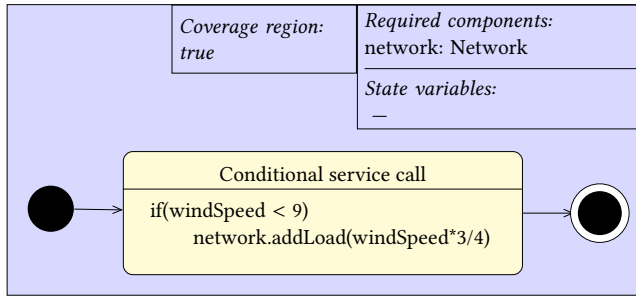 Coverage region:
true
Required components:
network: Network
State variables:
—
Conditional service call
if(windSpeed < 9)
network.addLoad(windSpeed*3/4)